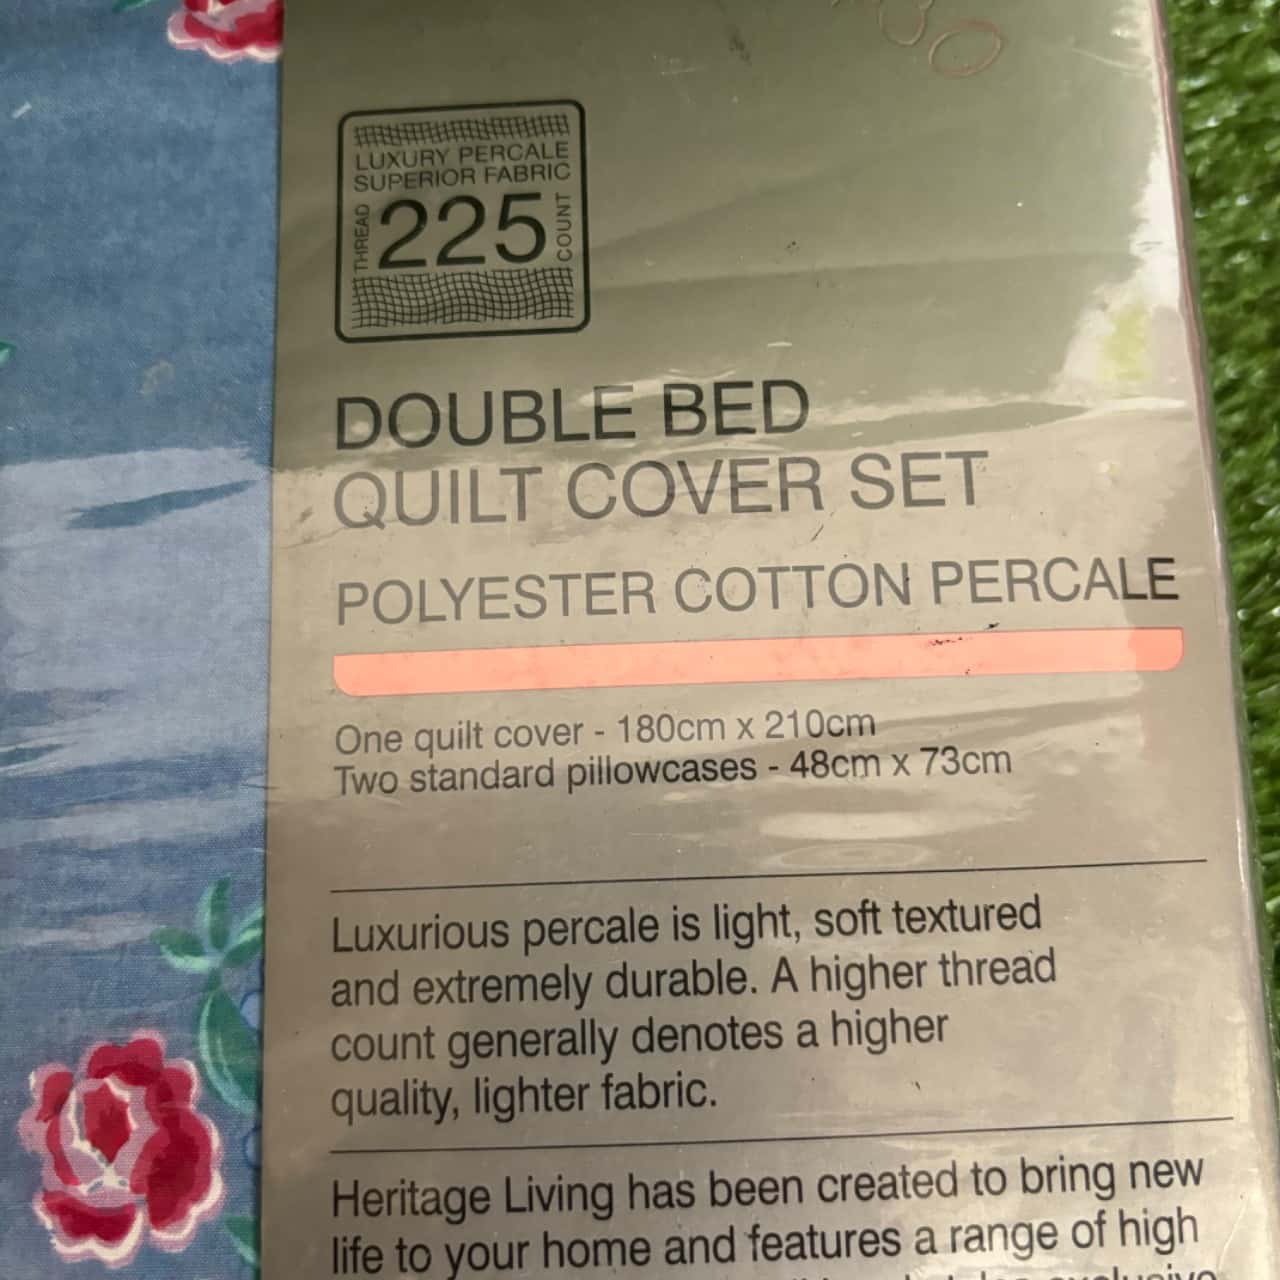 30
LUXURY PERCALE
SUPERIOR FABRIC
THREAD 225 COUNT
DOUBLE BED
QUILT COVER SET
POLYESTER COTTON PERCALE
One quilt cover - 180cm x 210cm
Two standard pillowcases - 48cm x 73cm
Luxurious percale is light, soft textured
and extremely durable. A higher thread
count generally denotes a higher
quality, lighter fabric.
Heritage Living has been created to bring new
life to your home and features a range of high